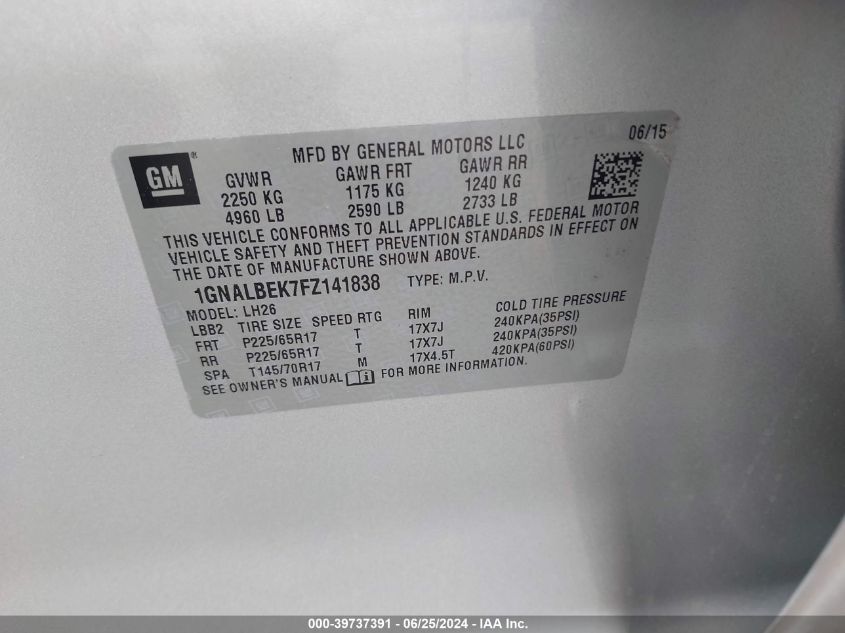 06/15
MFD BY GENERAL MOTORS LLC
GM®
GVWR GAWR FRT GAWR RR
2250 KG 1175 KG 1240 KG
4960 LB 2590 LB 2733 LB
THIS VEHICLE CONFORMS TO ALL APPLICABLE U.S. FEDERAL MOTOR
VEHICLE SAFETY AND THEFT PREVENTION STANDARDS IN EFFECT ON
THE DATE OF MANUFACTURE SHOWN ABOVE.
1GNALBEK7FZ141838 TYPE: M.P.V.
MODEL: LH26
LBB2 TIRE SIZE SPEED RTG RIM COLD TIRE PRESSURE
FRT P225/65R17 T 17X7J 240KPA(35PSI)
RR P225/65R17 T 17X7J 240KPA(35PSI)
SPA T145/70R17 M 17X4.5T 420KPA(60PSI)
SEE OWNER'S MANUAL i FOR MORE INFORMATION.
000-39737391 - 06/25/2024 - IAA Inc.